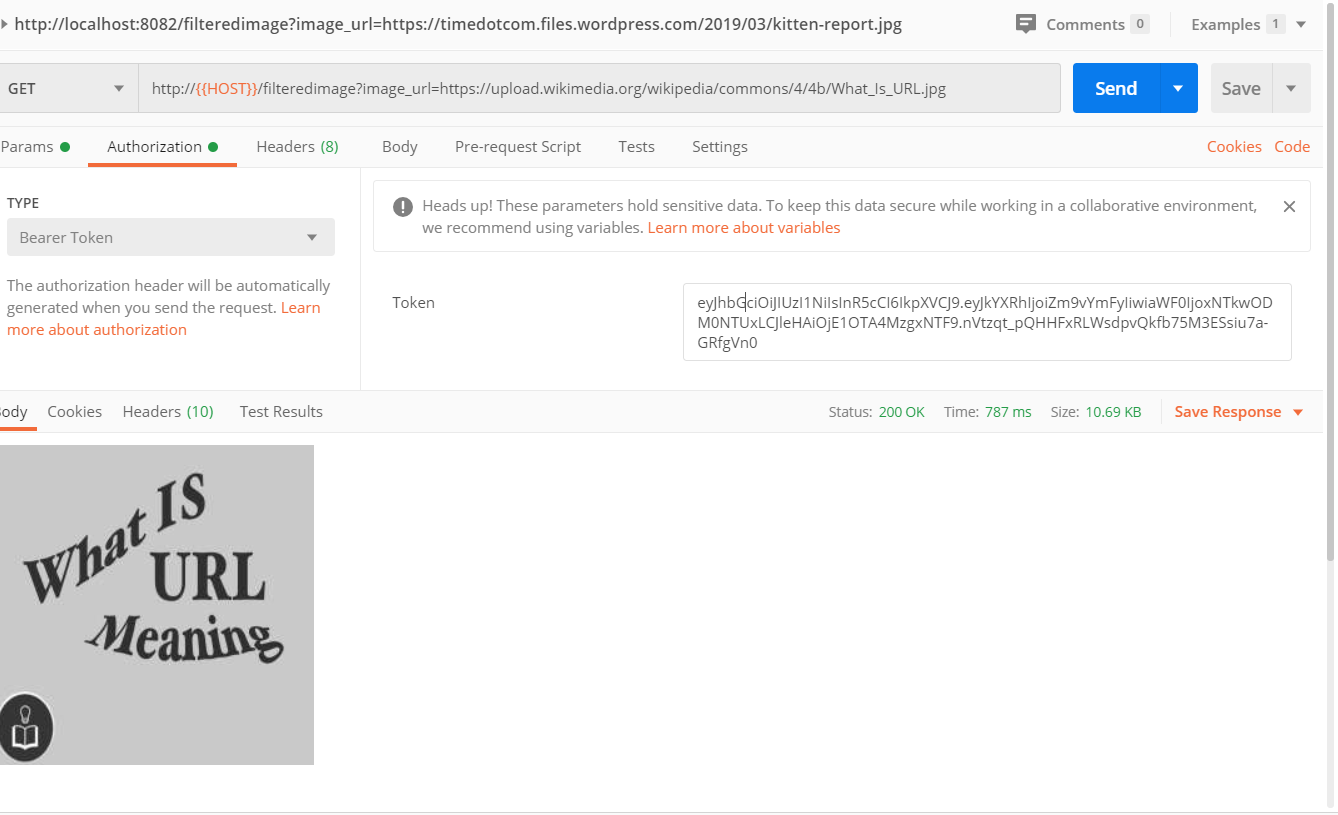 http://localhost:8082/filteredimage?image_url=https://timedotcom.files.wordpress.com/2019/03/kitten-report.jpg
Comments 0
Examples 1
GET
http://{{HOST}}/filteredimage?image_url=https://upload.wikimedia.org/wikipedia/commons/4/4b/What_Is_URL.jpg
Send
Save
Params
Authorization
Headers (8)
Body
Pre-request Script
Tests
Settings
Cookies
Code
TYPE
Bearer Token
The authorization header will be automatically
generated when you send the request. Learn
more about authorization
Heads up! These parameters hold sensitive data. To keep this data secure while working in a collaborative environment,
we recommend using variables. Learn more about variables
Token
eyJhbGciOiJIUzI1NiIsInR5cCI6IkpXVCJ9.eyJkYXRhIjoiZm9vYmFyIiwiaWF0IjoxNTkwOD
M0NTUxLCJleHAiOjE1OTA4MzgxNTF9.nVtzqt_pQHHFxRLWsdpvQkfb75M3ESsiu7a-
GRfgVn0
ody
Cookies
Headers (10)
Test Results
Status: 200 OK
Time: 787 ms
Size: 10.69 KB
Save Response
What IS
URL
Meaning